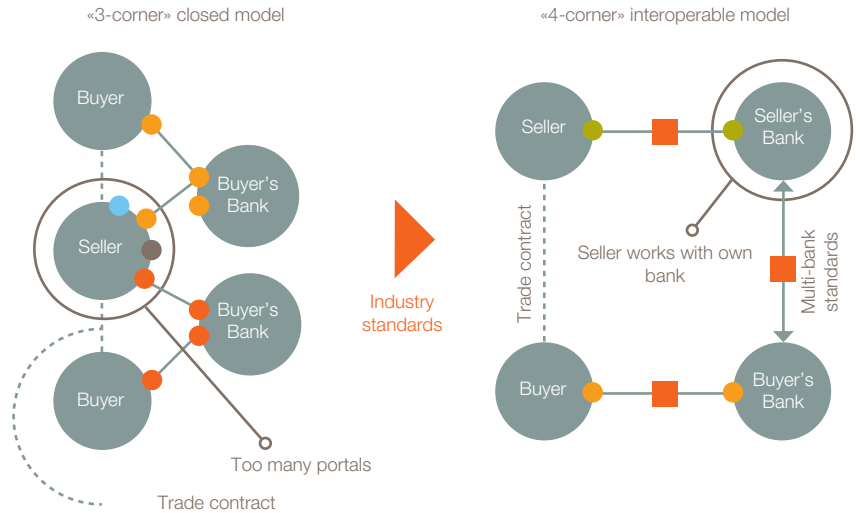 «3-corner» closed model
Buyer
Buyer's
Bank
Seller
Buyer's
Bank
Buyer
Too many portals
Trade contract
Industry
standards
«4-corner» interoperable model
Seller
Seller's
Bank
Trade contract
Seller works with own
bank
Multi-bank
standards
Buyer
Buyer's
Bank